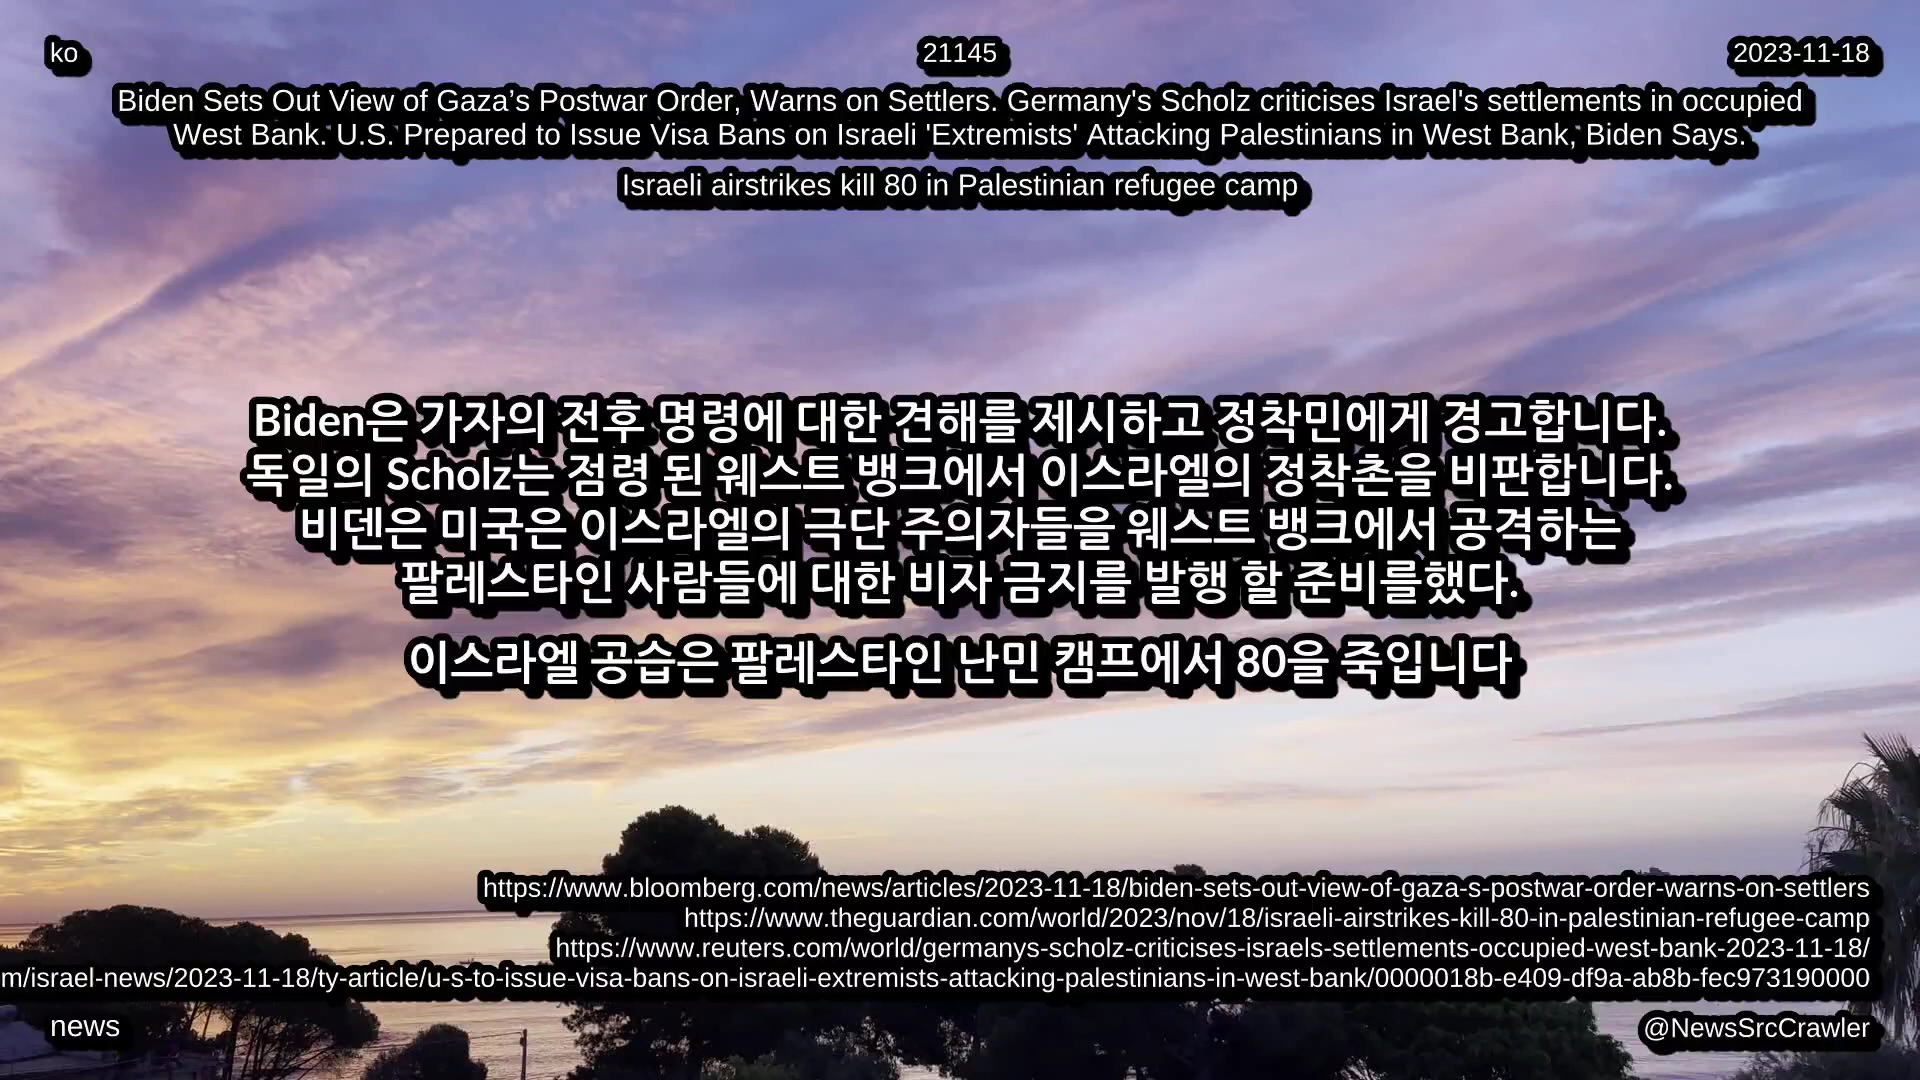 ko
21145
2023-11-18
Biden Sets Out View of Gaza’s Postwar Order, Warns on Settlers. Germany's Scholz criticises Israel's settlements in occupied
West Bank. U.S. Prepared to Issue Visa Bans on Israeli 'Extremists' Attacking Palestinians in West Bank, Biden Says.
Israeli airstrikes kill 80 in Palestinian refugee camp
Biden은 가자의 전후 명령에 대한 견해를 제시하고 정착민에게 경고합니다.
독일의 Scholz는 점령 된 웨스트 뱅크에서 이스라엘의 정착촌을 비판합니다.
비덴은 미국은 이스라엘의 극단 주의자들을 웨스트 뱅크에서 공격하는
팔레스타인 사람들에 대한 비자 금지를 발행 할 준비를했다.
이스라엘 공습은 팔레스타인 난민 캠프에서 80을 죽입니다
https://www.bloomberg.com/news/articles/2023-11-18/biden-sets-out-view-of-gaza-s-postwar-order-warns-on-settlers
https://www.theguardian.com/world/2023/nov/18/israeli-airstrikes-kill-80-in-palestinian-refugee-camp
https://www.reuters.com/world/germanys-scholz-criticises-israels-settlements-occupied-west-bank-2023-11-18/
m/israel-news/2023-11-18/ty-article/u-s-to-issue-visa-bans-on-israeli-extremists-attacking-palestinians-in-west-bank/0000018b-e409-df9a-ab8b-fec973190000
news
@NewsSrcCrawler